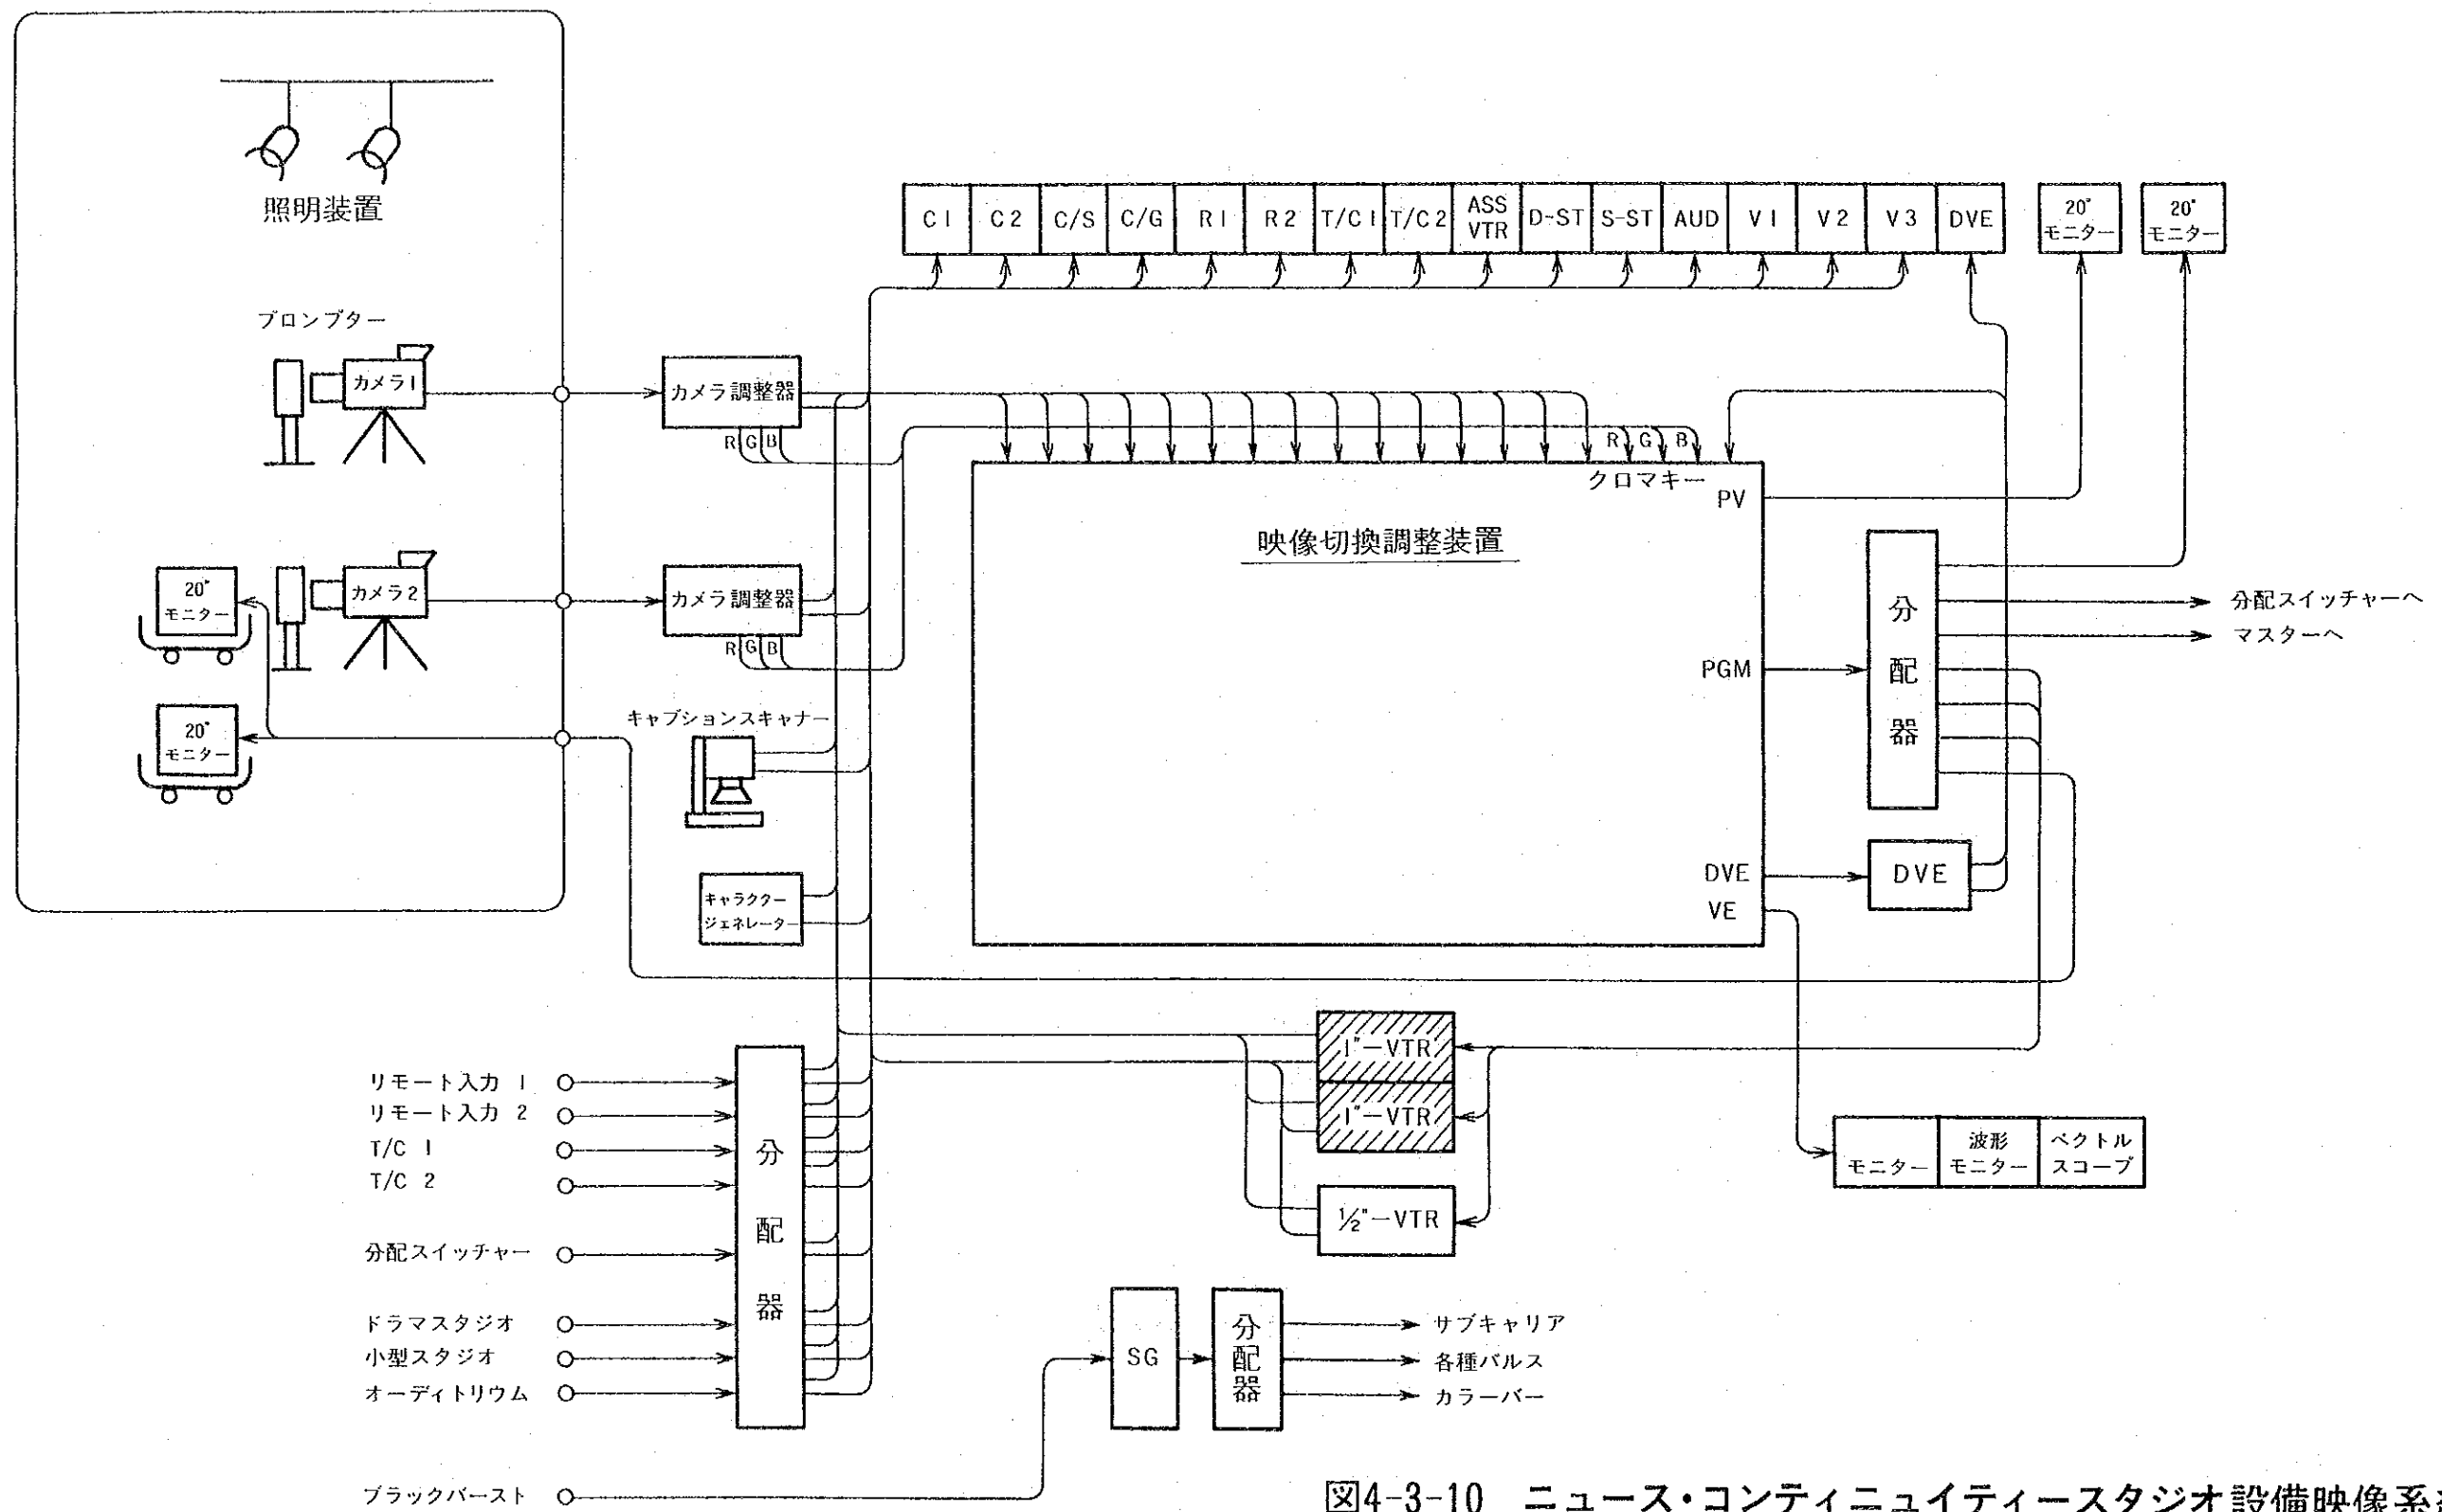 照明装置
C1 C2 C/S C/G R1 R2 T/C1 T/C2 ASS VTR D-ST S-ST AUD V1 V2 V3 DVE
20" モニター
20" モニター
プロンプター
カメラ1
カメラ調整器
R G B
R G B
クロマキー
PV
映像切換調整装置
20"
モニター
カメラ2
カメラ調整器
R G B
分配器
分配スイッチャーへ
マスターへ
PGM
キャプションスキャナー
20"
モニター
DVE
DVE
VE
キャラクター
ジェネレーター
1"-VTR
1"-VTR
½"-VTR
リモート入力 1
リモート入力 2
T/C 1
T/C 2
分配スイッチャー
ドラマスタジオ
小型スタジオ
オーディトリウム
分配器
モニター
波形
モニター
ベクトル
スコープ
SG
分配器
サブキャリア
各種パルス
カラーバー
ブラックバースト
図4-3-10 ニュース・コンティニュイティースタジオ設備映像系